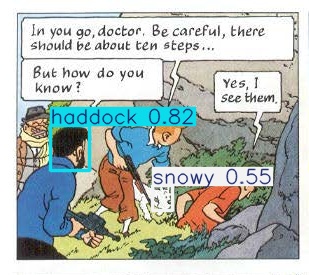 In you go, doctor. Be careful, there
should be about ten steps...
But how do you
know?
Yes, I
see them.
haddock 0.82
snowy 0.55